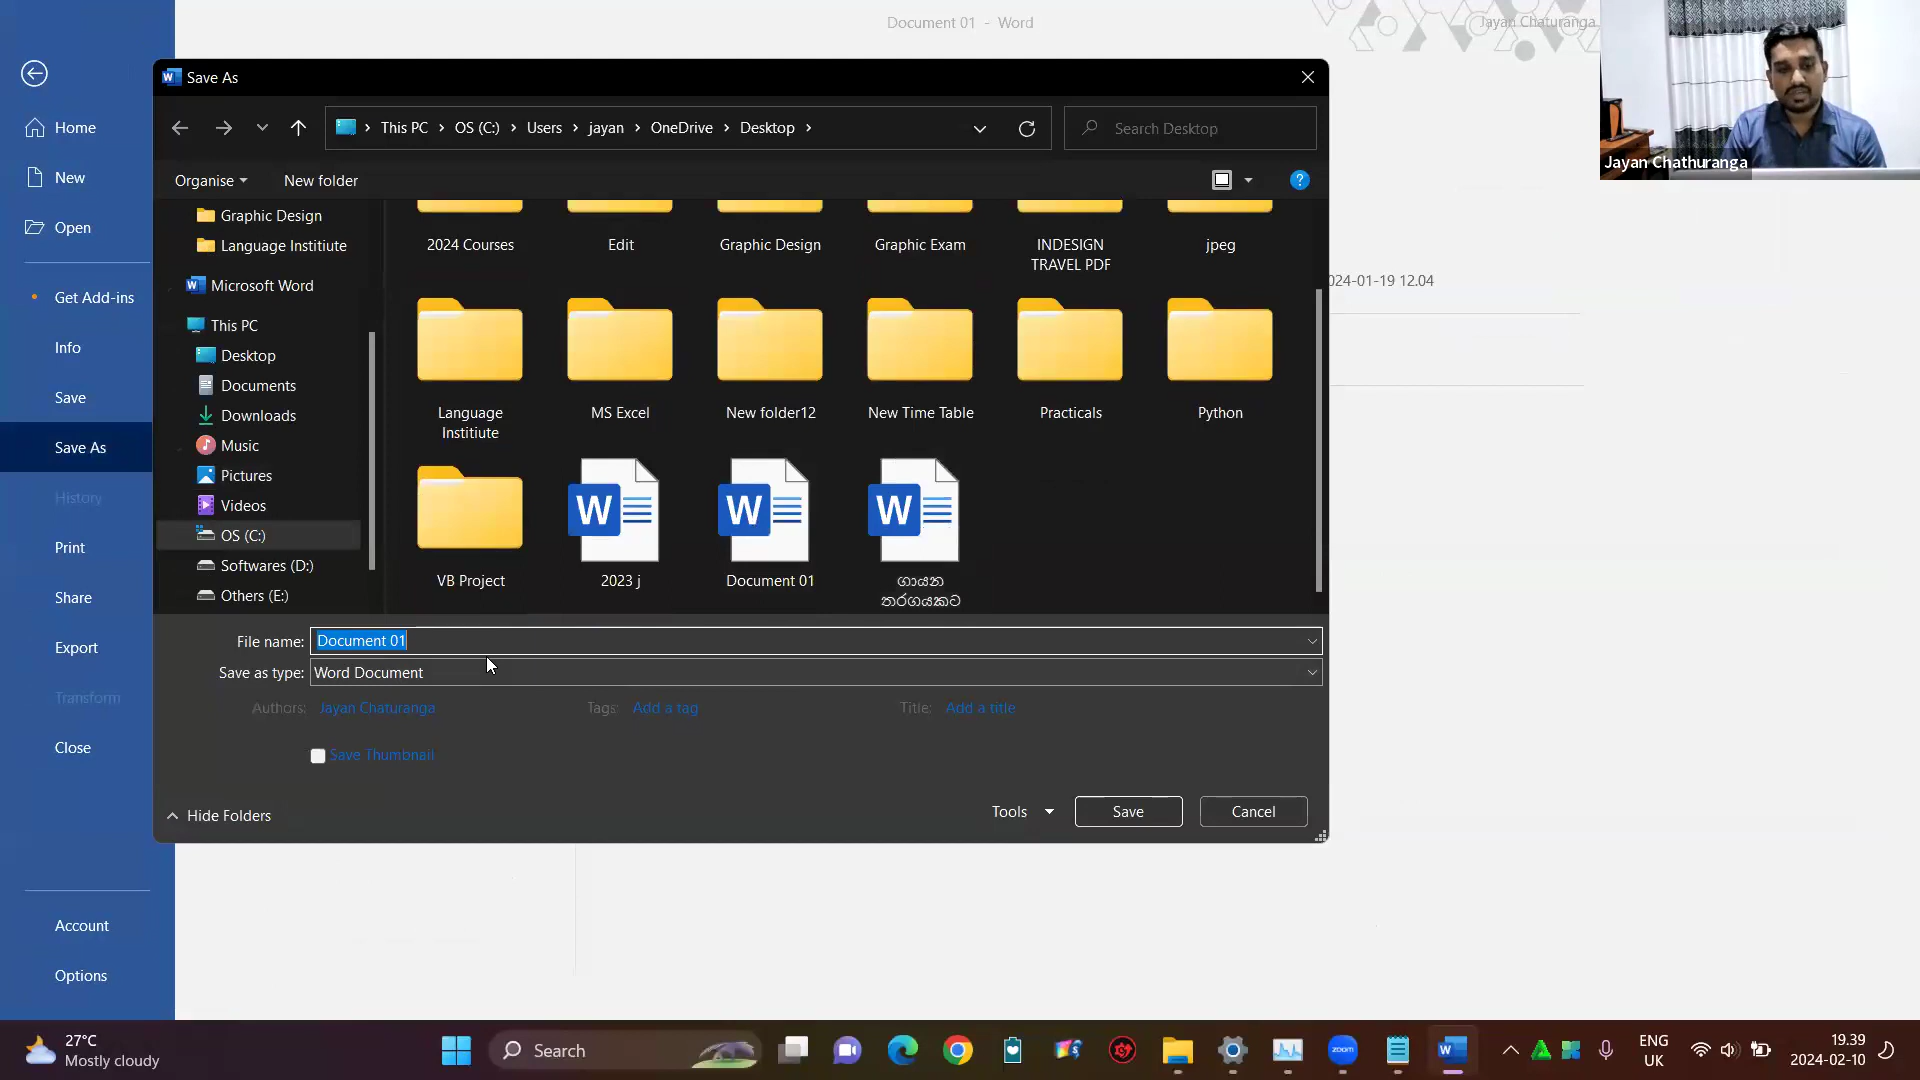 Document 01 - Word
Jayan Chaturanga
Save As
This PC
OS (C:)
Users
jayan
OneDrive
Desktop
Search Desktop
Jayan Chathuranga
Organise
New folder
?
Home
New
Open
Get Add-ins
Info
Save
Save As
History
Print
Share
Export
Transform
Close
Account
Options
Graphic Design
Language Institiute
Microsoft Word
This PC
Desktop
Documents
Downloads
Music
Pictures
Videos
OS (C:)
Softwares (D:)
Others (E:)
2024 Courses
Edit
Graphic Design
Graphic Exam
INDESIGN
TRAVEL PDF
jpeg
024-01-19 12.04
Language
Institiute
MS Excel
New folder12
New Time Table
Practicals
Python
VB Project
W
2023 j
W
Document 01
W
ගායන
තරගයකට
File name:
Document 01
Save as type:
Word Document
Authors:
Jayan Chaturanga
Tags:
Add a tag
Title:
Add a title
Save Thumbnail
Hide Folders
Tools
Save
Cancel
27°C
Mostly cloudy
Search
zoom
W
ENG
UK
19.39
2024-02-10